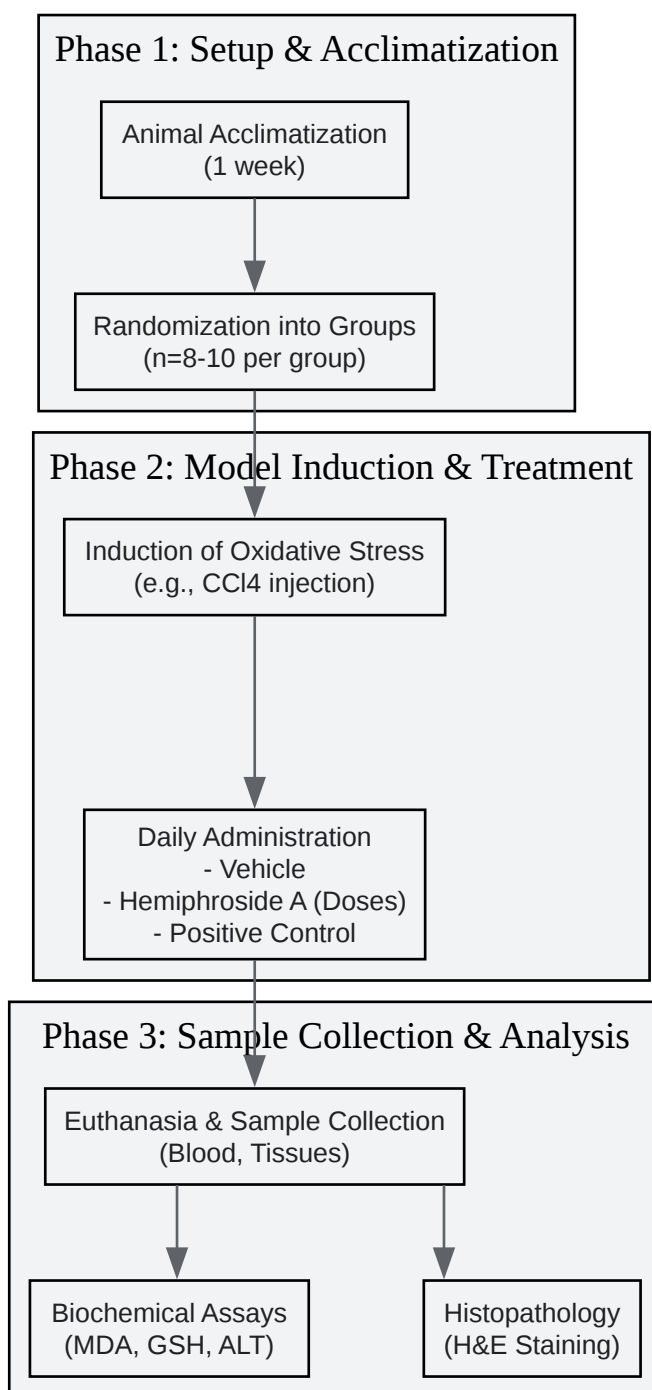 Phase 1: Setup & Acclimatization
Animal Acclimatization
(1 week)
Randomization into Groups
(n=8-10 per group)
Phase 2: Model Induction & Treatment
Induction of Oxidative Stress
(e.g., CCl4 injection)
Daily Administration
- Vehicle
- Hemiphroside A (Doses)
- Positive Control
Phase 3: Sample Collection & Analysis
Euthanasia & Sample Collection
(Blood, Tissues)
Biochemical Assays
(MDA, GSH, ALT)
Histopathology
(H&E Staining)